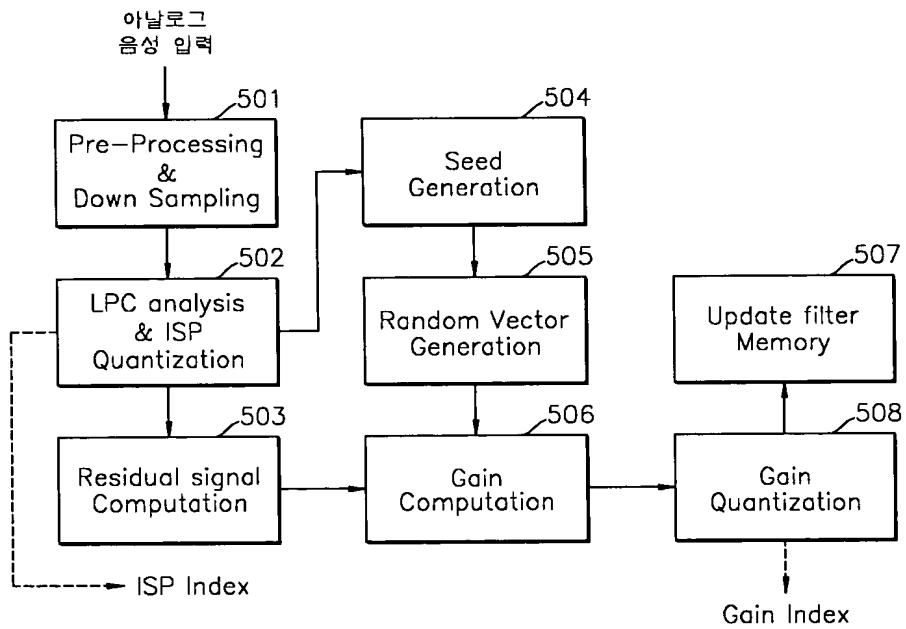 아날로그
음성 입력
501
Pre-Processing
&
Down Sampling
502
LPC analysis
& ISP
Quantization
503
Residual signal
Computation
504
Seed
Generation
505
Random Vector
Generation
506
Gain
Computation
507
Update filter
Memory
508
Gain
Quantization
ISP Index
Gain Index